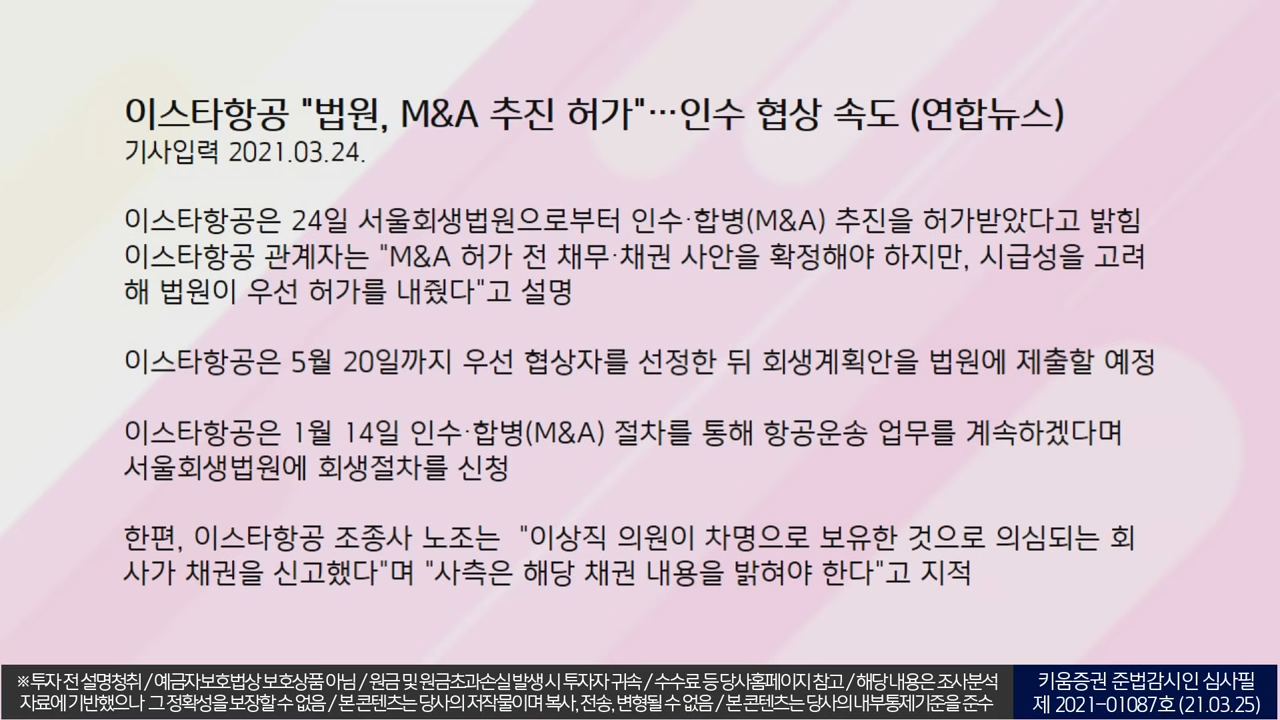 이스타항공 "법원, M&A 추진 허가"…인수 협상 속도 (연합뉴스)
기사입력 2021.03.24.
이스타항공은 24일 서울회생법원으로부터 인수·합병(M&A) 추진을 허가받았다고 밝힘
이스타항공 관계자는 "M&A 허가 전 채무·채권 사안을 확정해야 하지만, 시급성을 고려
해 법원이 우선 허가를 내줬다"고 설명
이스타항공은 5월 20일까지 우선 협상자를 선정한 뒤 회생계획안을 법원에 제출할 예정
이스타항공은 1월 14일 인수·합병(M&A) 절차를 통해 항공운송 업무를 계속하겠다며
서울회생법원에 회생절차를 신청
한편, 이스타항공 조종사 노조는 "이상직 의원이 차명으로 보유한 것으로 의심되는 회
사가 채권을 신고했다"며 "사측은 해당 채권 내용을 밝혀야 한다"고 지적
※ 투자 전 설명청취 / 예금자보호법상 보호상품 아님 / 원금 및 원금초과손실 발생 시 투자자 귀속 / 수수료 등 당사홈페이지 참고 / 해당 내용은 조사분석
자료에 기반했으나 그 정확성을 보장할 수 없음 / 본 콘텐츠는 당사의 저작물이며 복사, 전송, 변형될 수 없음 / 본 콘텐츠는 당사의 내부통제기준을 준수
키움증권 준법감시인 심사필
제 2021-01087호 (21.03.25)